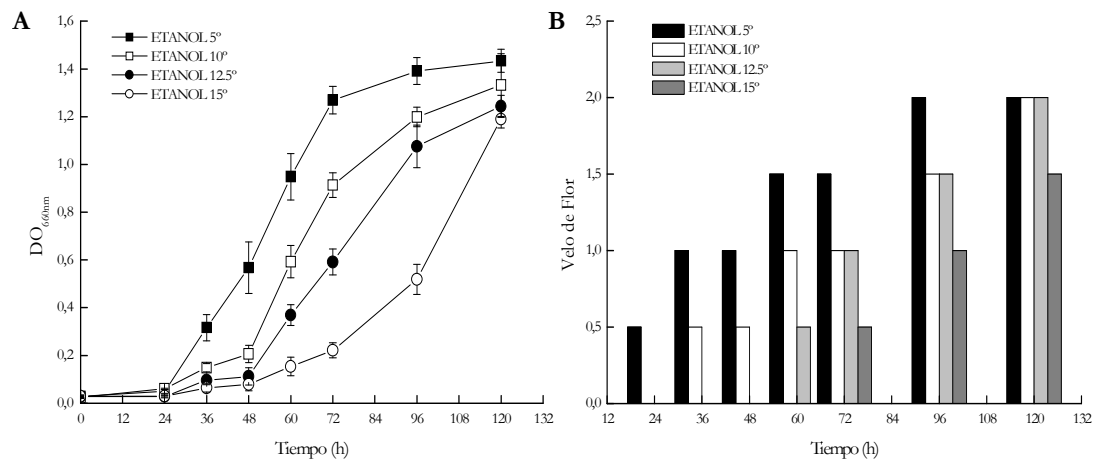 A
1,6
1,4
1,2
1,0
0,8
0,6
0,4
0,2
0,0
DO660nm
ETANOL 5º
ETANOL 10º
ETANOL 12.5º
ETANOL 15º
0 12 24 36 48 60 72 84 96 108 120 132
Tiempo (h)
B
2,5
2,0
1,5
1,0
0,5
0,0
Velo de Flor
ETANOL 5º
ETANOL 10º
ETANOL 12.5º
ETANOL 15º
12 24 36 48 60 72 84 96 108 120 132
Tiempo (h)